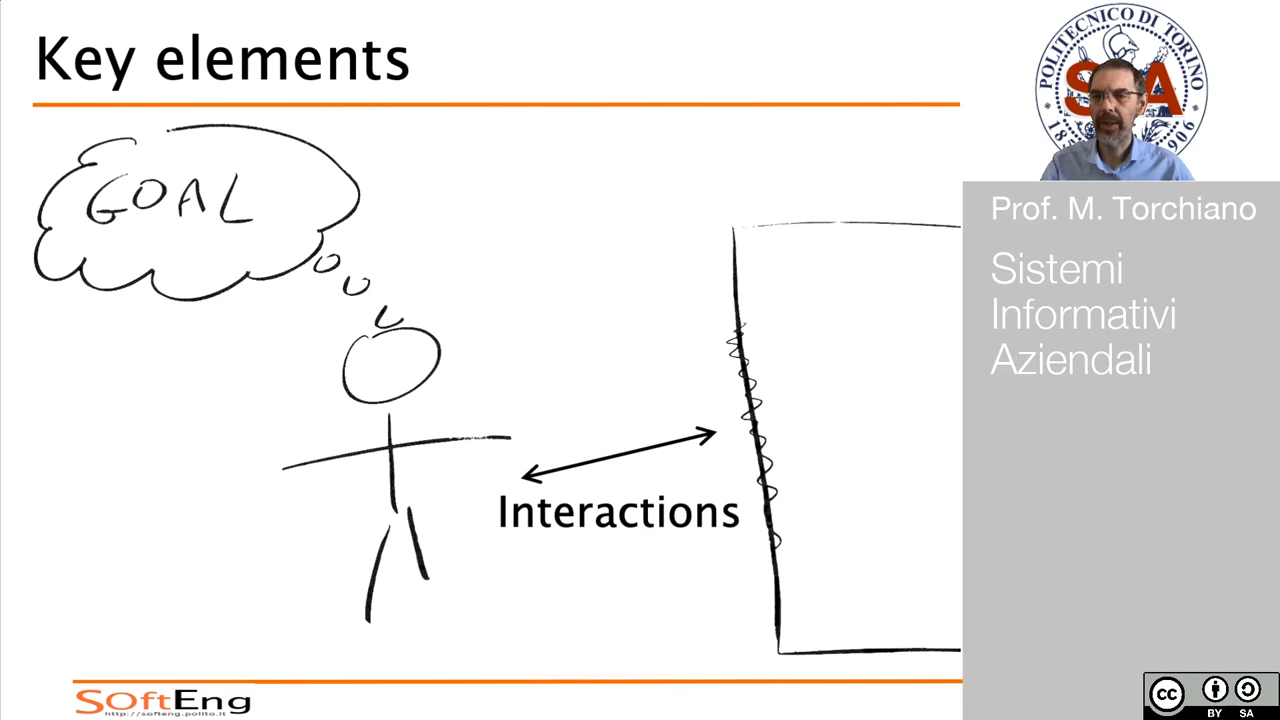 Key elements
GOAL
Interactions
SOftEng
http://softeng.polito.it
POLITECNICO DI TORINO
Prof. M. Torchiano
Sistemi
Informativi
Aziendali
cc
BY SA